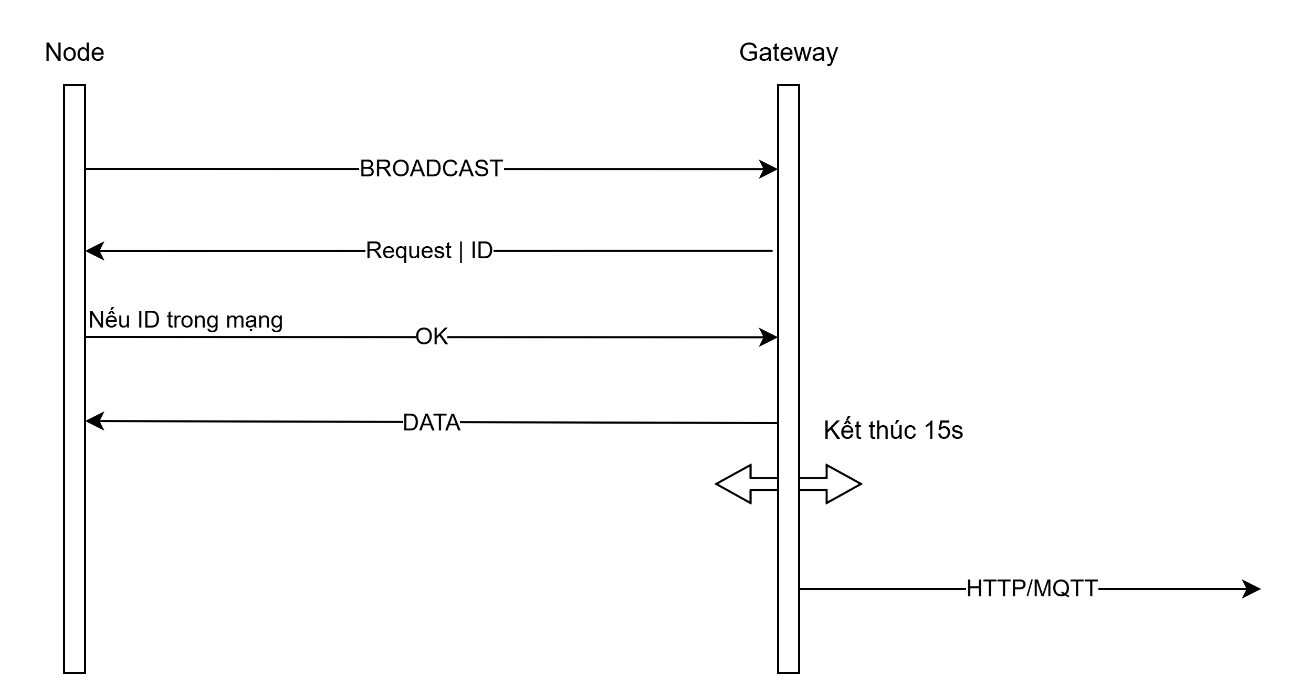 Node
Gateway
BROADCAST
Request | ID
Nếu ID trong mạng
OK
DATA
Kết thúc 15s
HTTP/MQTT